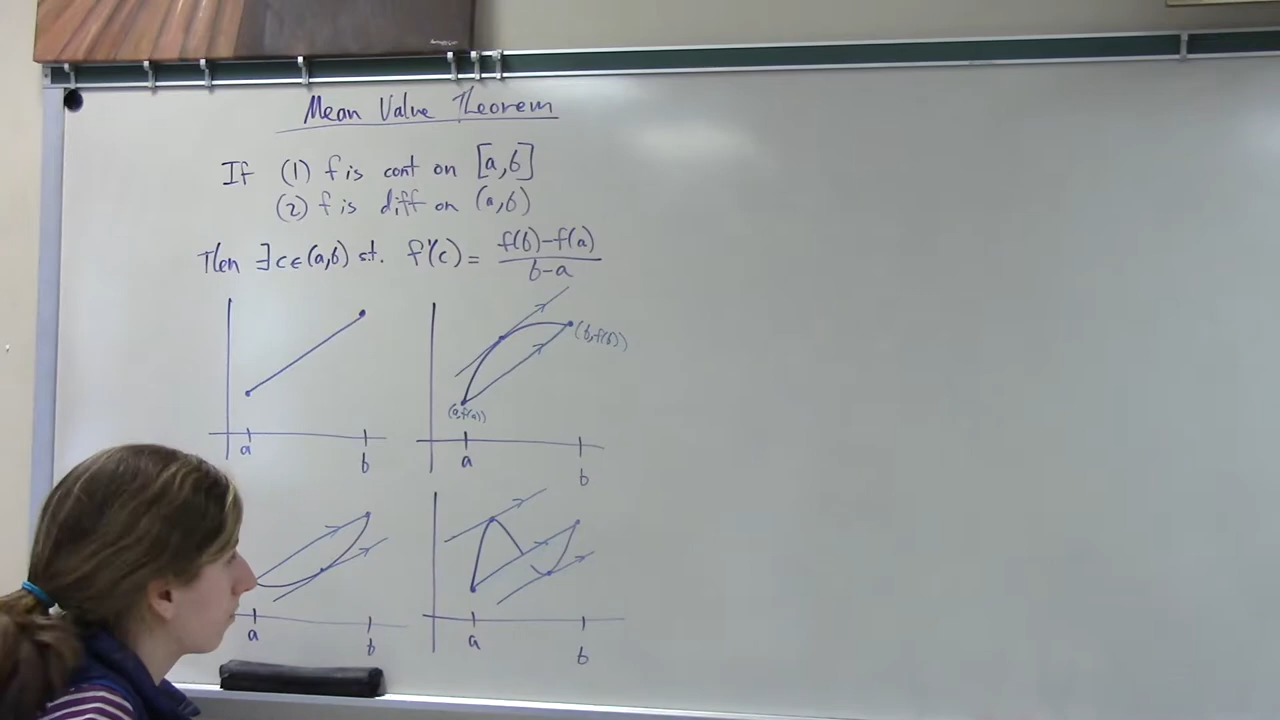 Mean Value Theorem
If (1) f is cont on [a,b]
(2) f is diff on (a,b)
Then ∃c∈(a,b) s.t. f'(c) = f(b)-f(a) / b-a
(b,f(b))
(a,f(a))
a b
a b
a b
a b